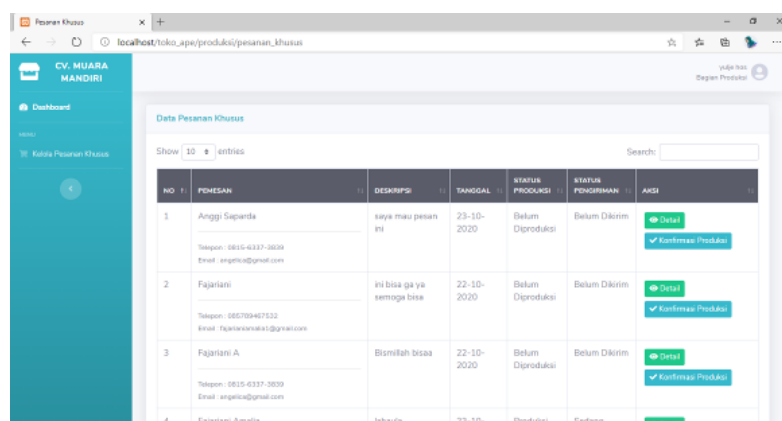 Pesanan Khusus
localhost/toko_ape/produksi/pesanan_khusus
CV. MUARA
MANDIRI
Bagian Produksi
Dashboard
MENU
Kelola Pesanan Khusus
Data Pesanan Khusus
Show 10 entries
Search:
NO PEMESAN DESKRIPSI TANGGAL STATUS PRODUKSI STATUS PENGIRIMAN AKSI
1 Anggi Saparda saya mau pesan ini 23-10-2020 Belum Diproduksi Belum Dikirim Detail
Konfirmasi Produksi
Telepon : 0815-6337-3839
Email : angelica@gmail.com
2 Fajariani ini bisa ga ya semoga bisa 22-10-2020 Belum Diproduksi Belum Dikirim Detail
Konfirmasi Produksi
Telepon : 085789467532
3 Fajariani A Bismillah bisaa 22-10-2020 Belum Diproduksi Belum Dikirim Detail
Konfirmasi Produksi
Telepon : 0815-6337-3839
Email : angelica@gmail.com